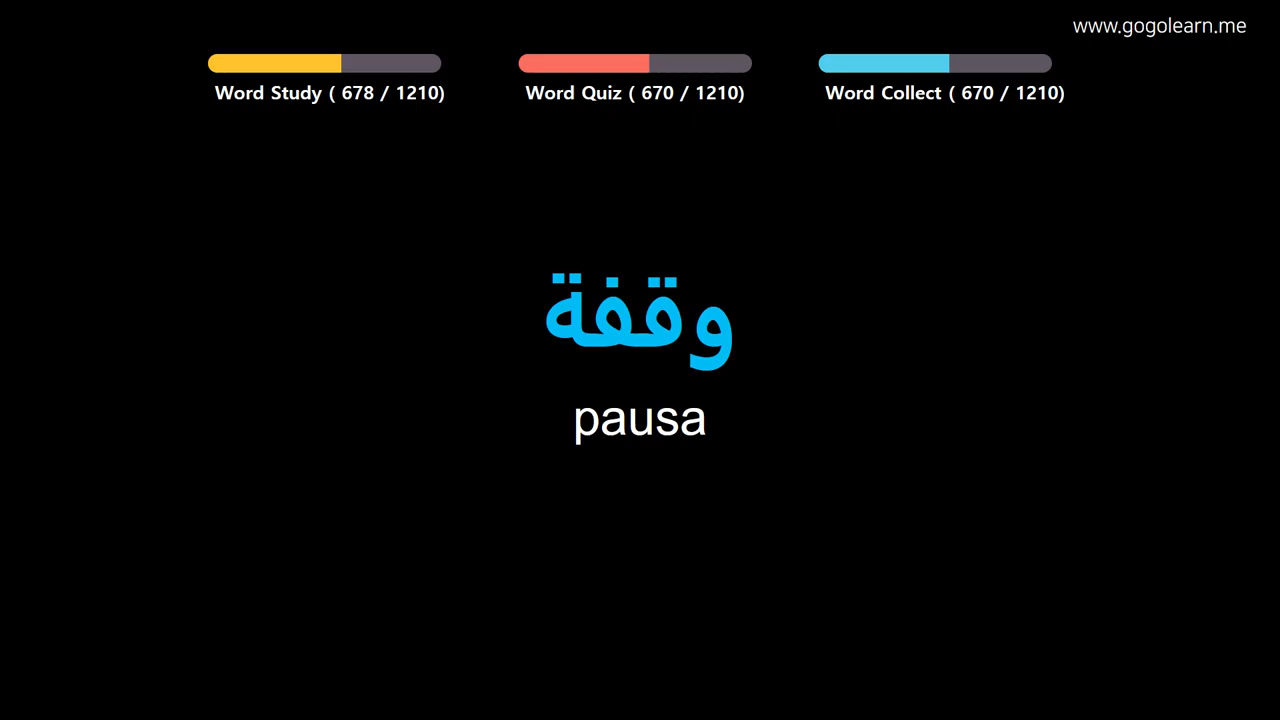 www.gogolearn.me
Word Study ( 678 / 1210)
Word Quiz ( 670 / 1210)
Word Collect ( 670 / 1210)
وقفة
pausa